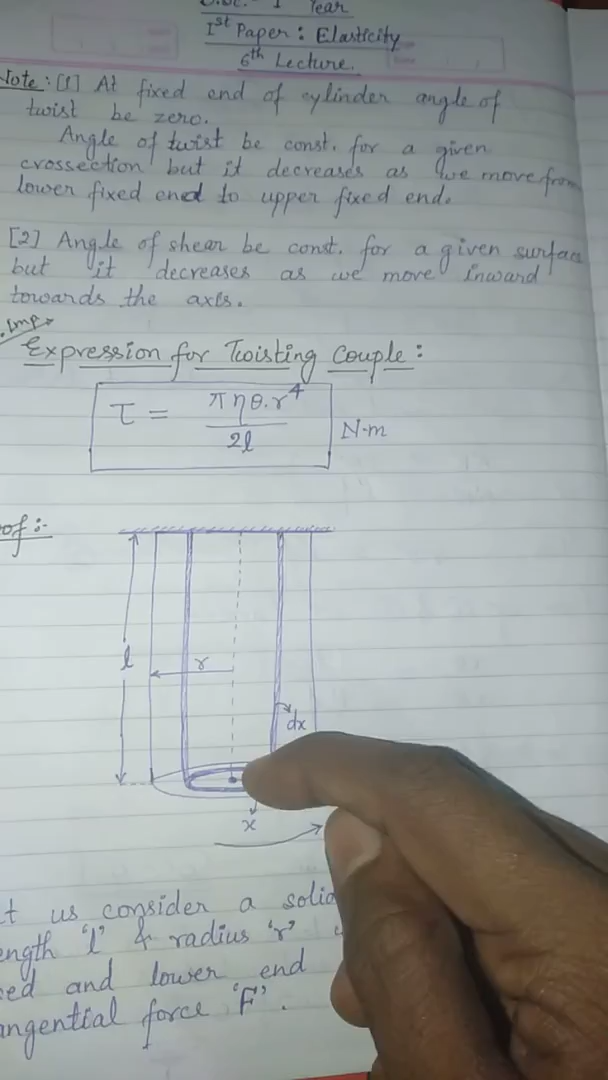 Year
Iˢᵗ Paper: Elasticity
6ᵗʰ Lecture.
Note: [1] At fixed end of cylinder angle of
twist be zero.
Angle of twist be const. for a given
crossection but it decreases as we move from
lower fixed end to upper fixed end.
[2] Angle of shear be const. for a given surface
but it decreases as we move inward
towards the axis.
Imp
Expression for Twisting Couple:
τ = πηθ.r⁴ / 2l N-m
of:-
l
r
dx
x
t us consider a solid
ength 'l' & radius 'r'
ed and lower end
angential force 'F'.